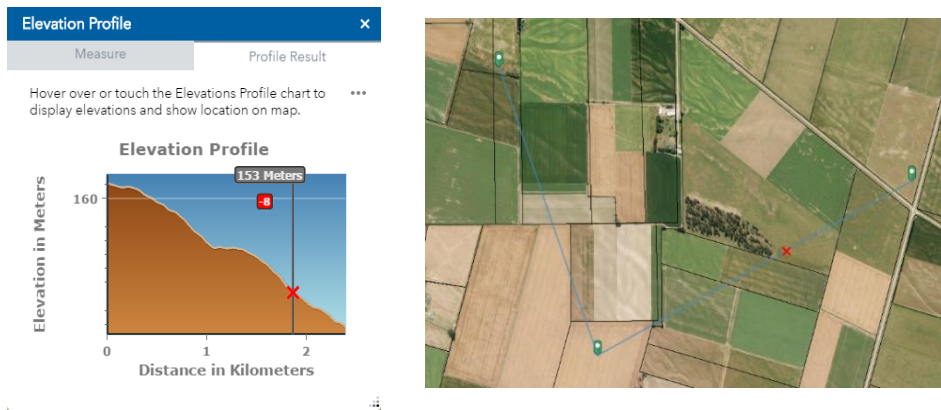 Elevation Profile ×
Measure
Profile Result
Hover over or touch the Elevations Profile chart to
display elevations and show location on map.
Elevation Profile
153 Meters
-8
160
Elevation in Meters
0 1 2
Distance in Kilometers